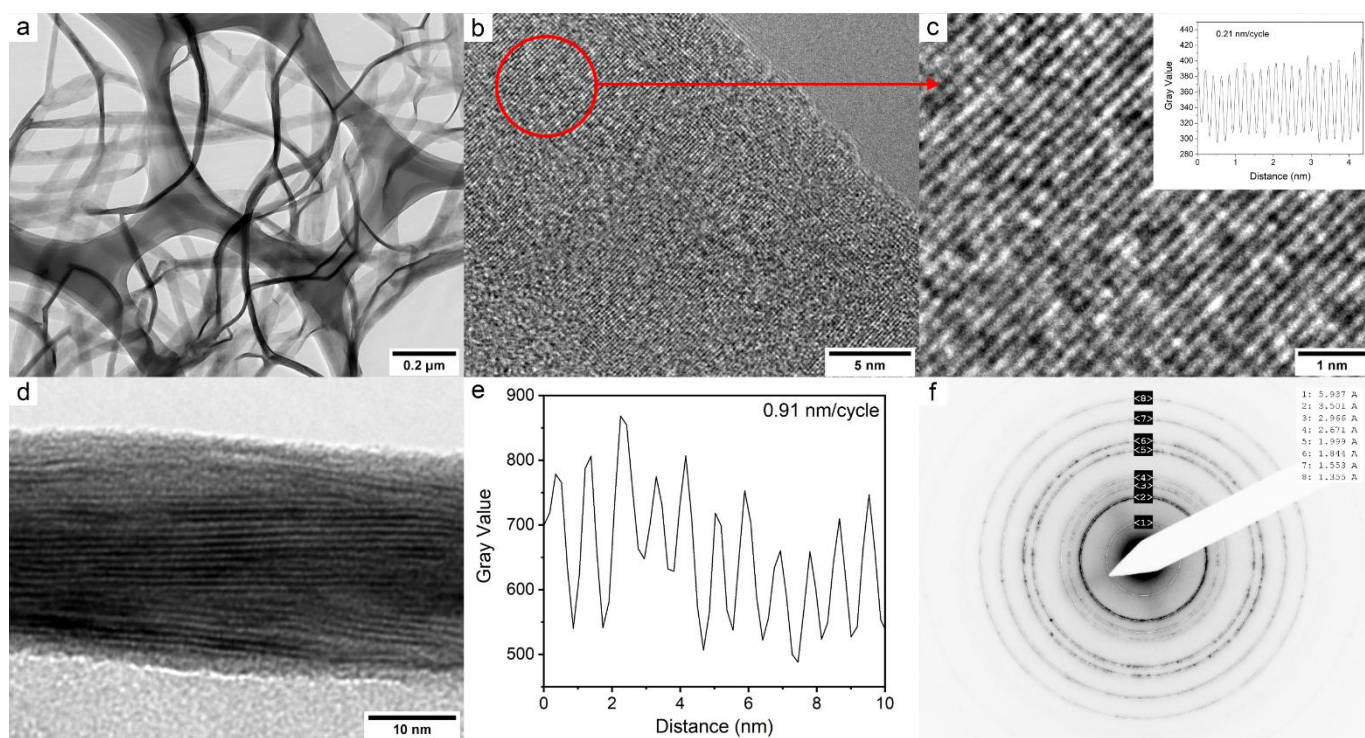 a
0.2 µm
b
5 nm
c
0.21 nm/cycle
440
420
400
380
360
340
320
300
280
Gray Value
0
1
2
3
4
Distance (nm)
1 nm
d
10 nm
e
0.91 nm/cycle
900
800
700
600
500
Gray Value
0
2
4
6
8
10
Distance (nm)
f
<8>
<7>
<6>
<5>
<4>
<3>
<2>
<1>
1: 5.937 A
2: 3.501 A
3: 2.966 A
4: 2.671 A
5: 1.999 A
6: 1.844 A
7: 1.553 A
8: 1.355 A